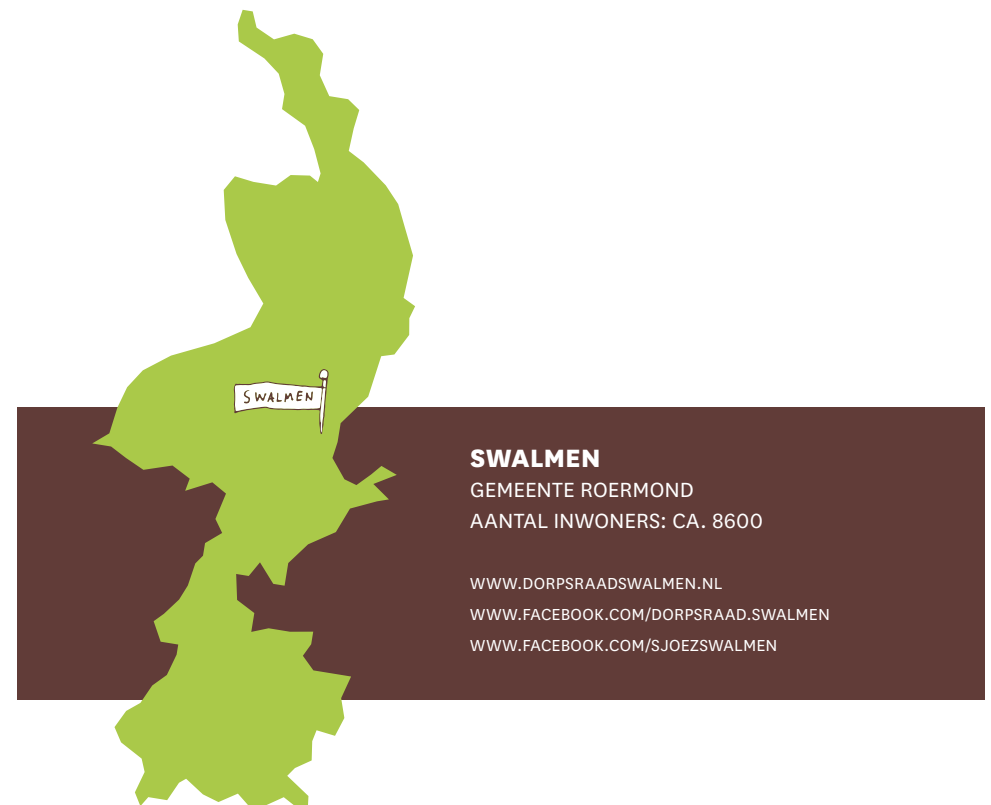 SWALMEN
SWALMEN
GEMEENTE ROERMOND
AANTAL INWONERS: CA. 8600
WWW.DORPSRAADSWALMEN.NL
WWW.FACEBOOK.COM/DORPSRAAD.SWALMEN
WWW.FACEBOOK.COM/SJOEZSWALMEN